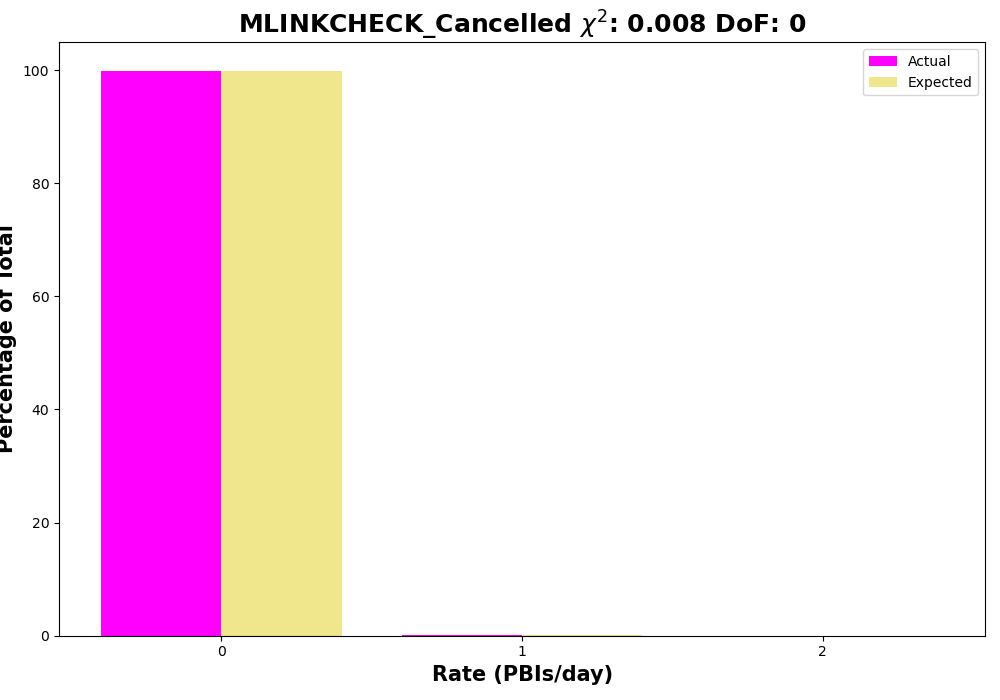 MLINKCHECK_Cancelled χ²: 0.008 DoF: 0
Actual
Expected
100
80
60
40
20
0
Percentage of Total
0 1 2
Rate (PBIs/day)